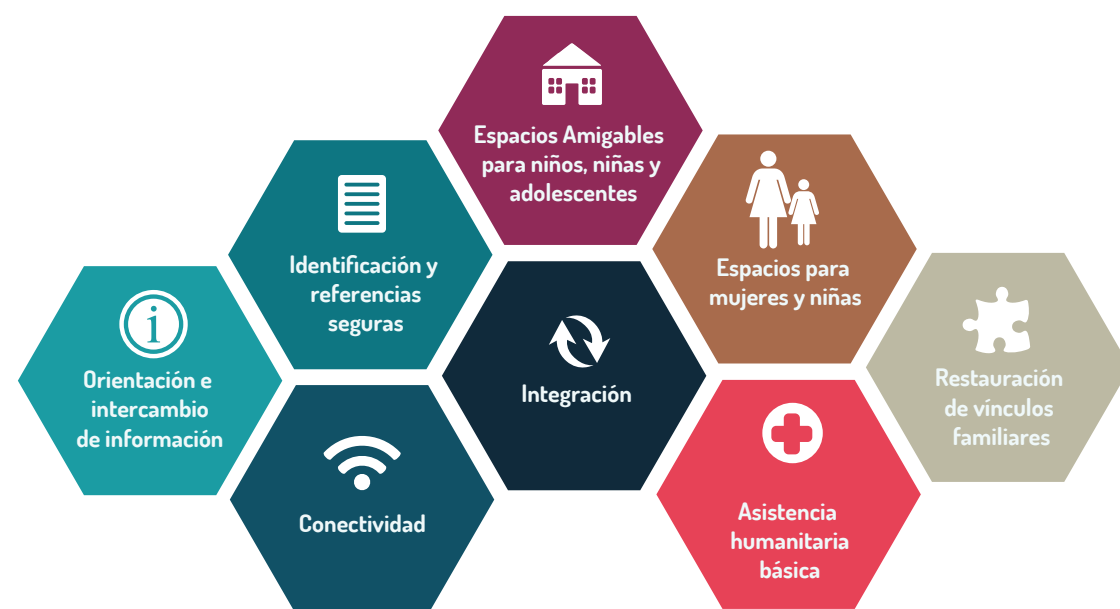 Espacios Amigables
para niños, niñas y
adolescentes
Identificación y
referencias
seguras
Espacios para
mujeres y niñas
Orientación e
intercambio
de información
Integración
Restauración
de vínculos
familiares
Conectividad
Asistencia
humanitaria
básica